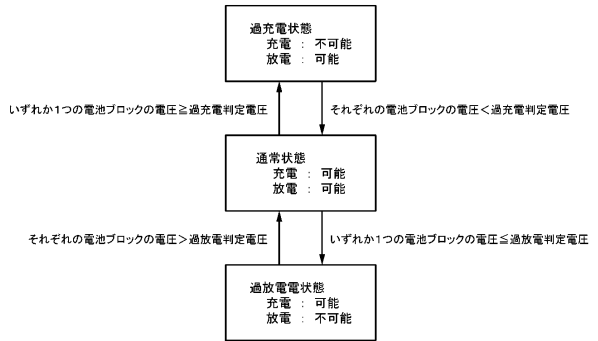 過充電状態
充電 : 不可能
放電 : 可能
いずれか1つの電池ブロックの電圧≧過充電判定電圧
それぞれの電池ブロックの電圧<過充電判定電圧
通常状態
充電 : 可能
放電 : 可能
それぞれの電池ブロックの電圧>過放電判定電圧
いずれか1つの電池ブロックの電圧≦過放電判定電圧
過放電電状態
充電 : 可能
放電 : 不可能